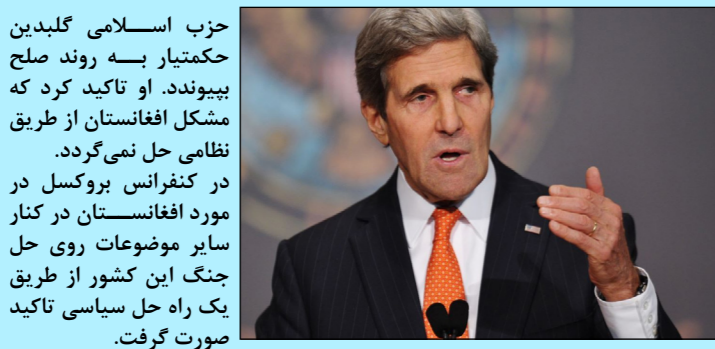 حزب اسلامی گلبدین
حکمتیار به روند صلح
بپیوندد. او تاکید کرد که
مشکل افغانستان از طریق
نظامی حل نمی‌گردد.
در کنفرانس بروکسل در
مورد افغانستان در کنار
سایر موضوعات روی حل
جنگ این کشور از طریق
یک راه حل سیاسی تاکید
صورت گرفت.